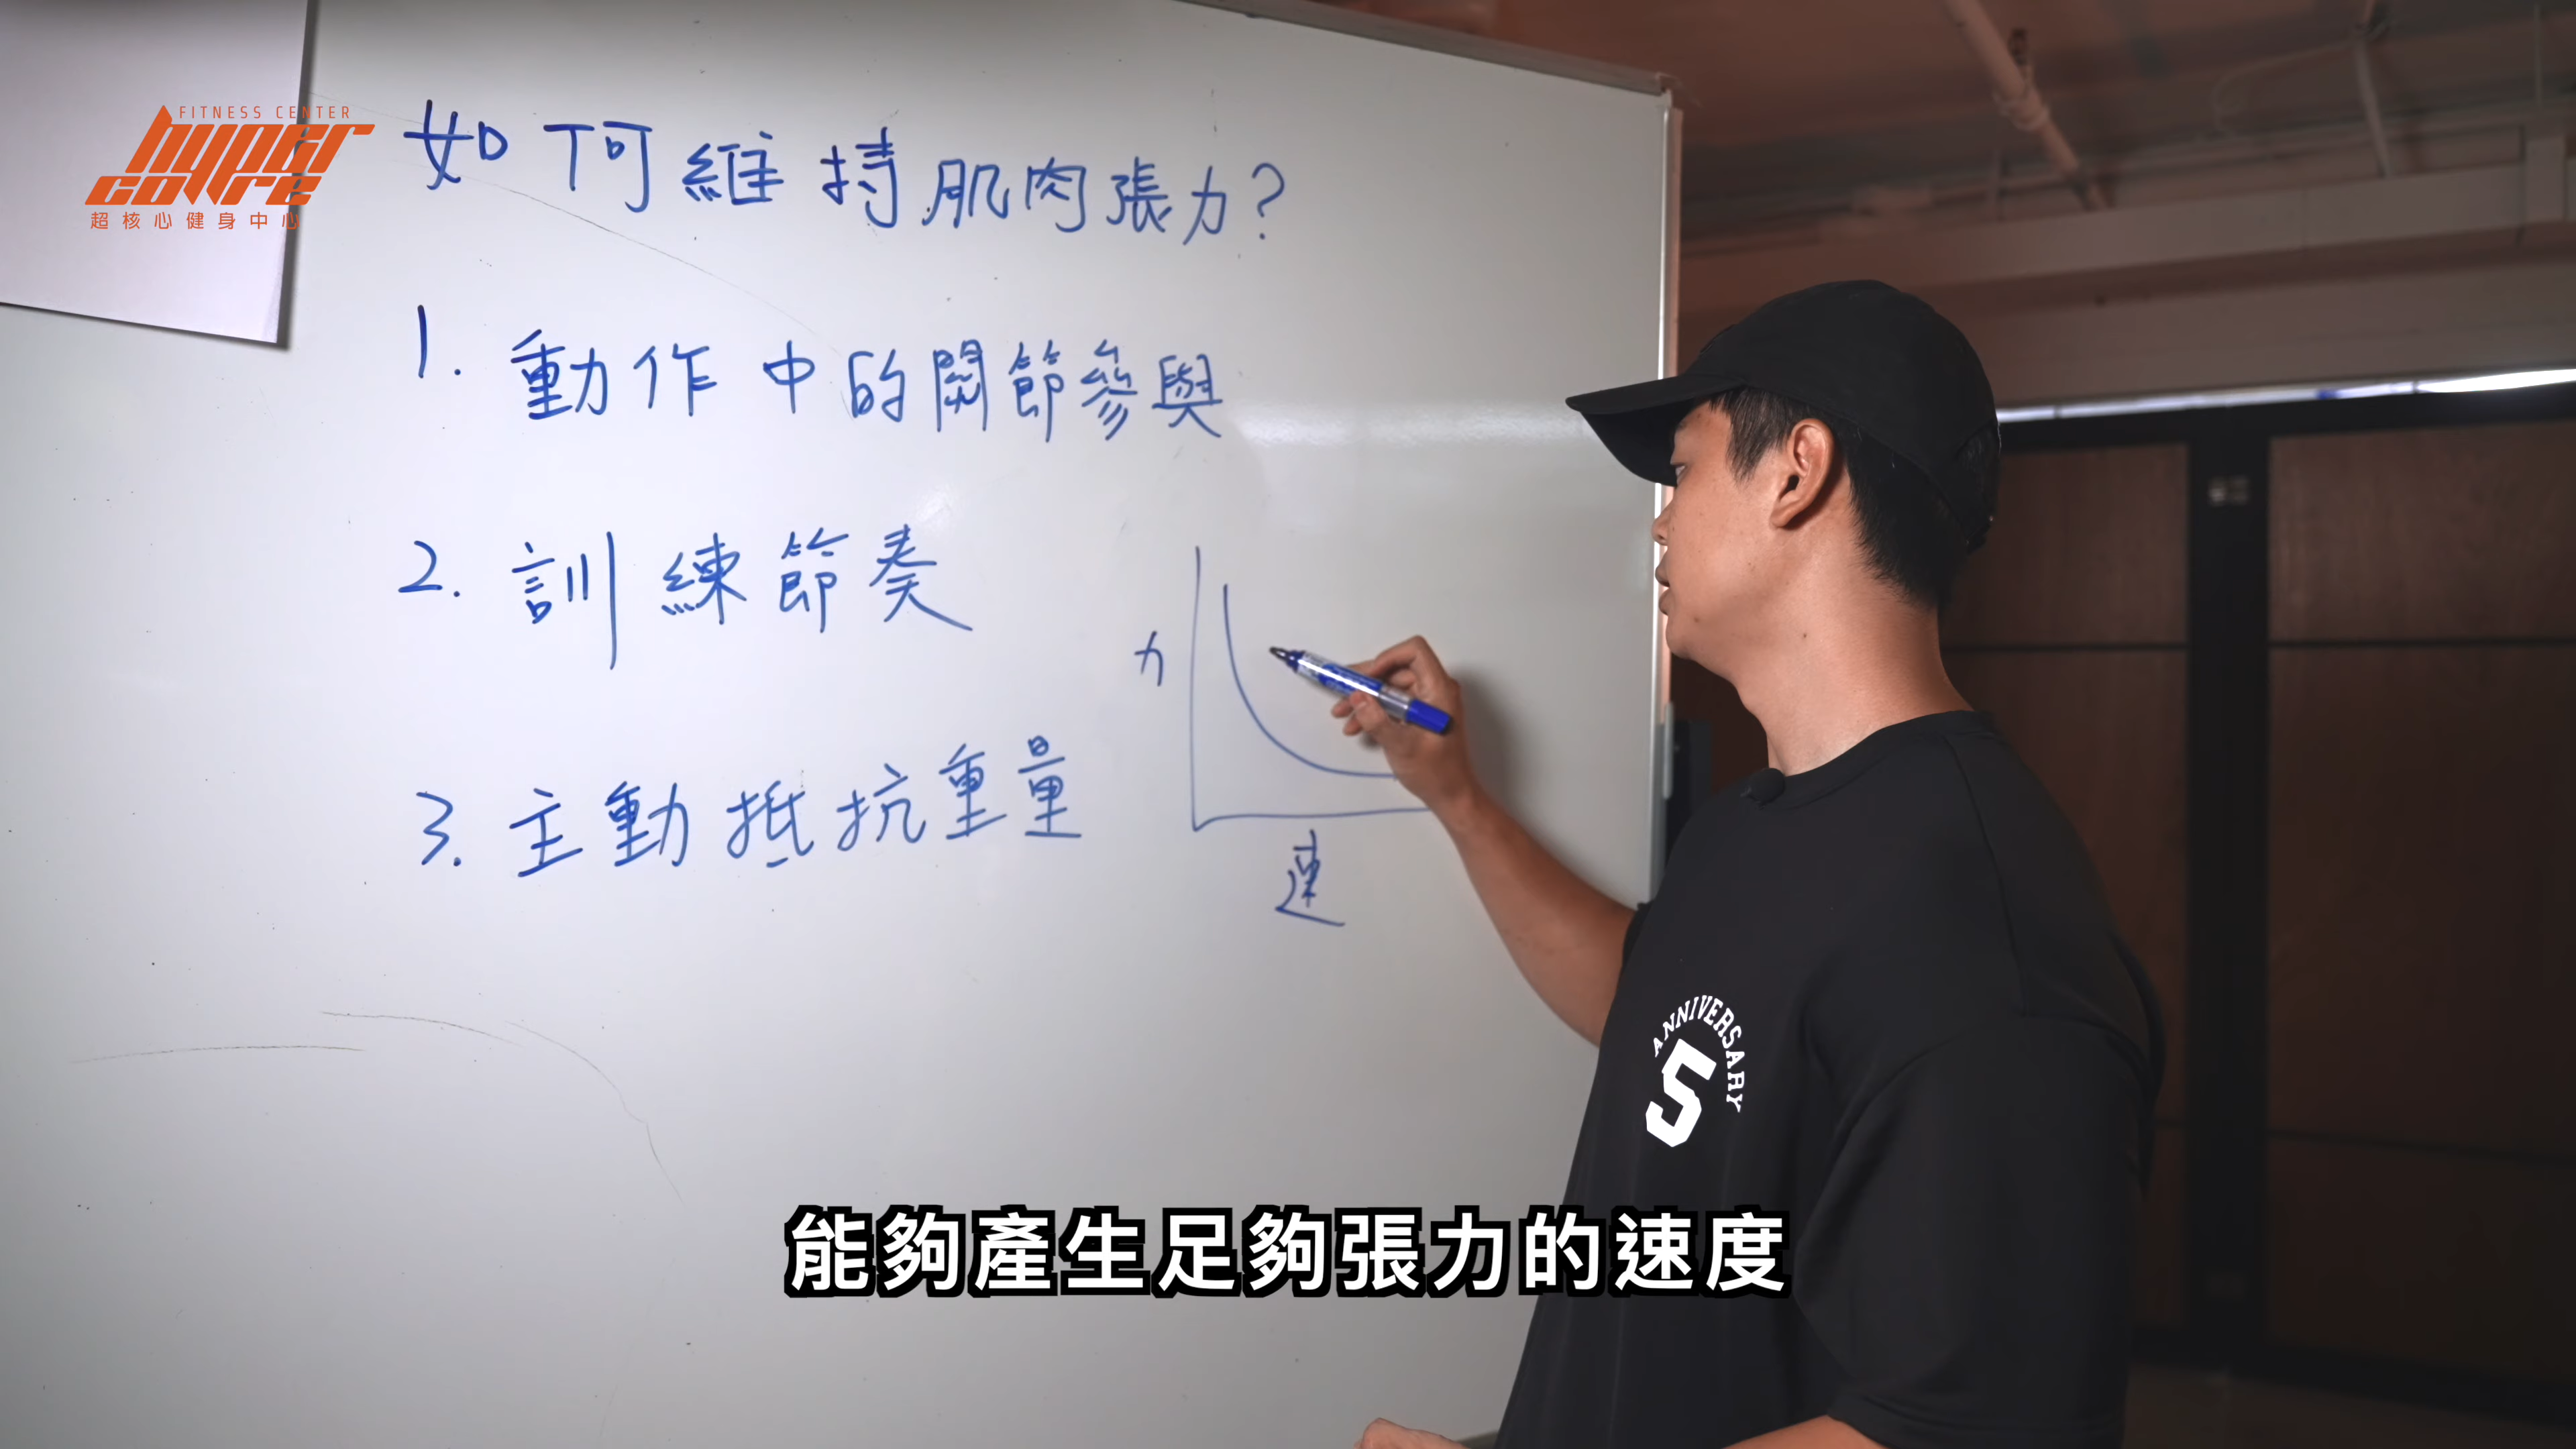 FITNESS CENTER
hyper
core
超核心健身中心
如何維持肌肉張力?
1. 動作中的關節參與
2. 訓練節奏
力
速
3. 主動抵抗重量
ANNIVERSARY
5
能夠產生足夠張力的速度